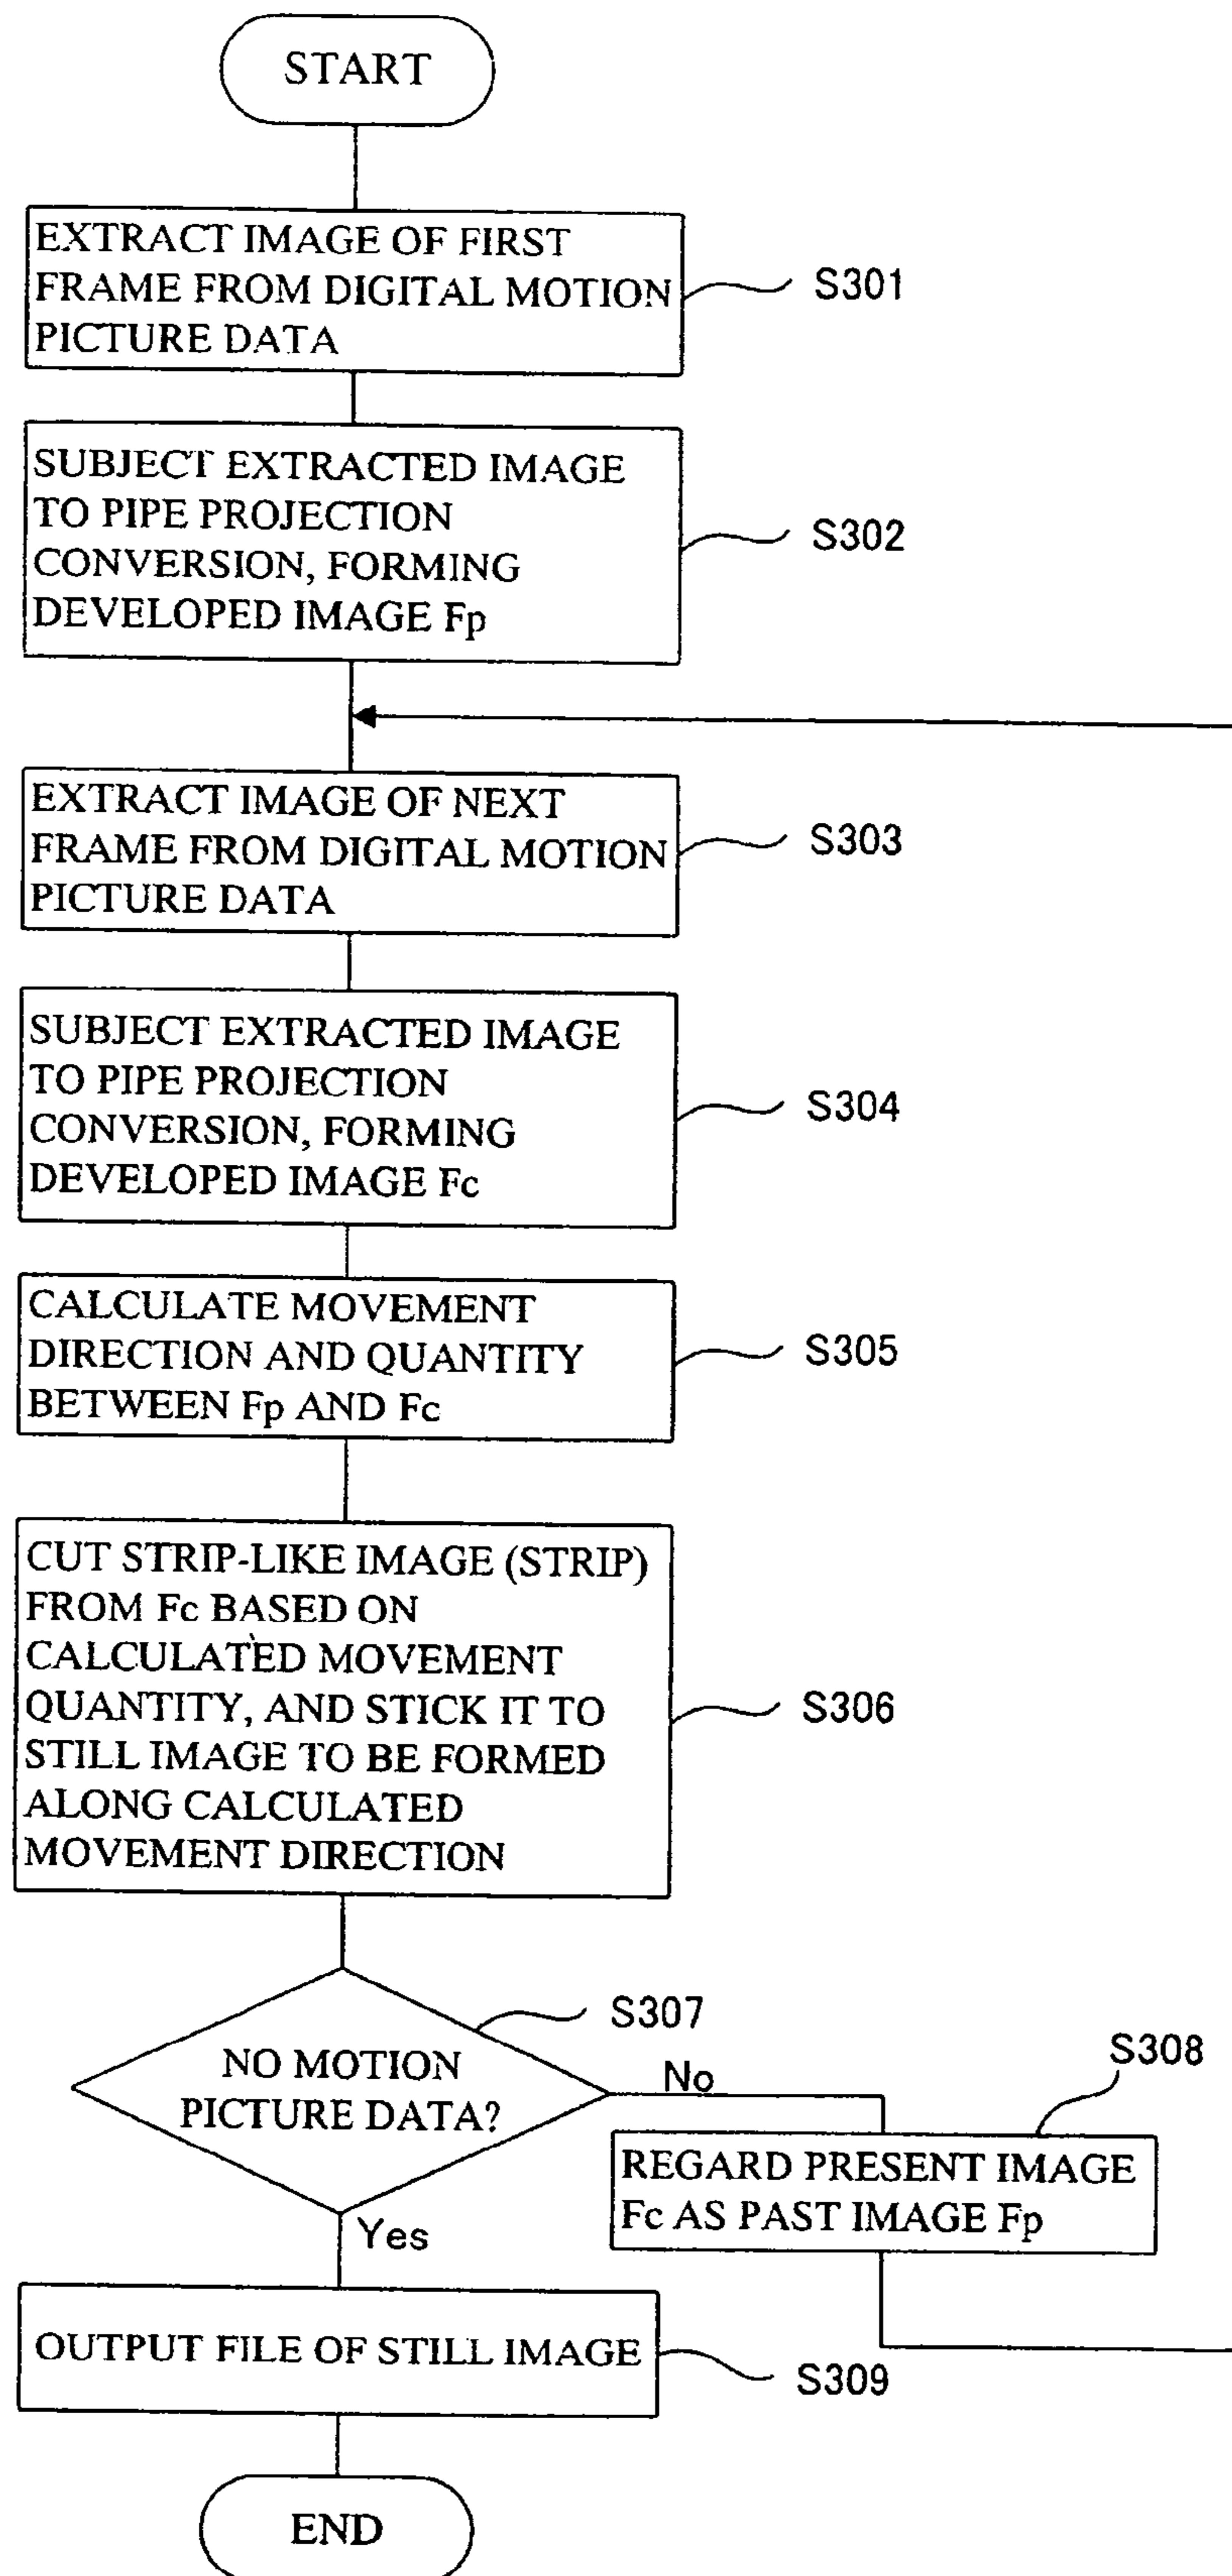 START
EXTRACT IMAGE OF FIRST
FRAME FROM DIGITAL MOTION
PICTURE DATA
S301
SUBJECT EXTRACTED IMAGE
TO PIPE PROJECTION
CONVERSION, FORMING
DEVELOPED IMAGE Fp
S302
EXTRACT IMAGE OF NEXT
FRAME FROM DIGITAL MOTION
PICTURE DATA
S303
SUBJECT EXTRACTED IMAGE
TO PIPE PROJECTION
CONVERSION, FORMING
DEVELOPED IMAGE Fc
S304
CALCULATE MOVEMENT
DIRECTION AND QUANTITY
BETWEEN Fp AND Fc
S305
CUT STRIP-LIKE IMAGE (STRIP)
FROM Fc BASED ON
CALCULATED MOVEMENT
QUANTITY, AND STICK IT TO
STILL IMAGE TO BE FORMED
ALONG CALCULATED
MOVEMENT DIRECTION
S306
NO MOTION
PICTURE DATA?
S307
No
S308
REGARD PRESENT IMAGE
Fc AS PAST IMAGE Fp
Yes
OUTPUT FILE OF STILL IMAGE
S309
END